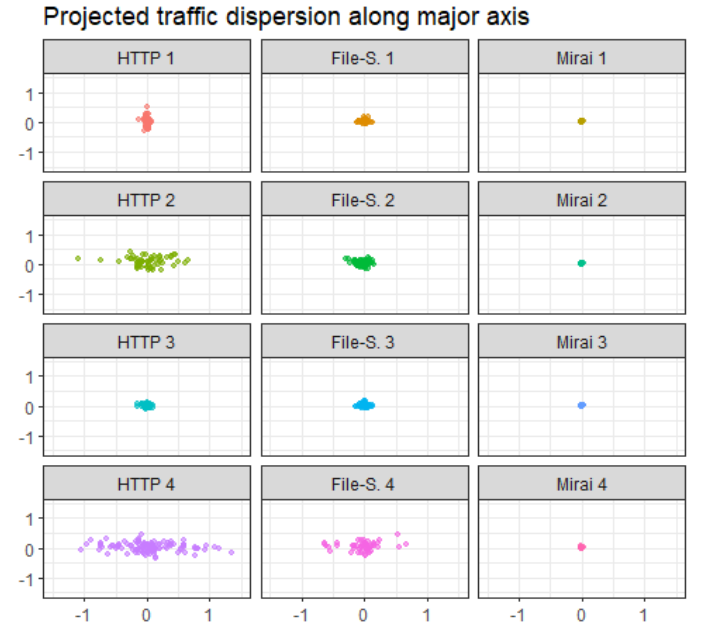 Projected traffic dispersion along major axis
HTTP 1 File-S. 1 Mirai 1
1
0
-1
HTTP 2 File-S. 2 Mirai 2
1
0
-1
HTTP 3 File-S. 3 Mirai 3
1
0
-1
HTTP 4 File-S. 4 Mirai 4
1
0
-1
-1 0 1 -1 0 1 -1 0 1